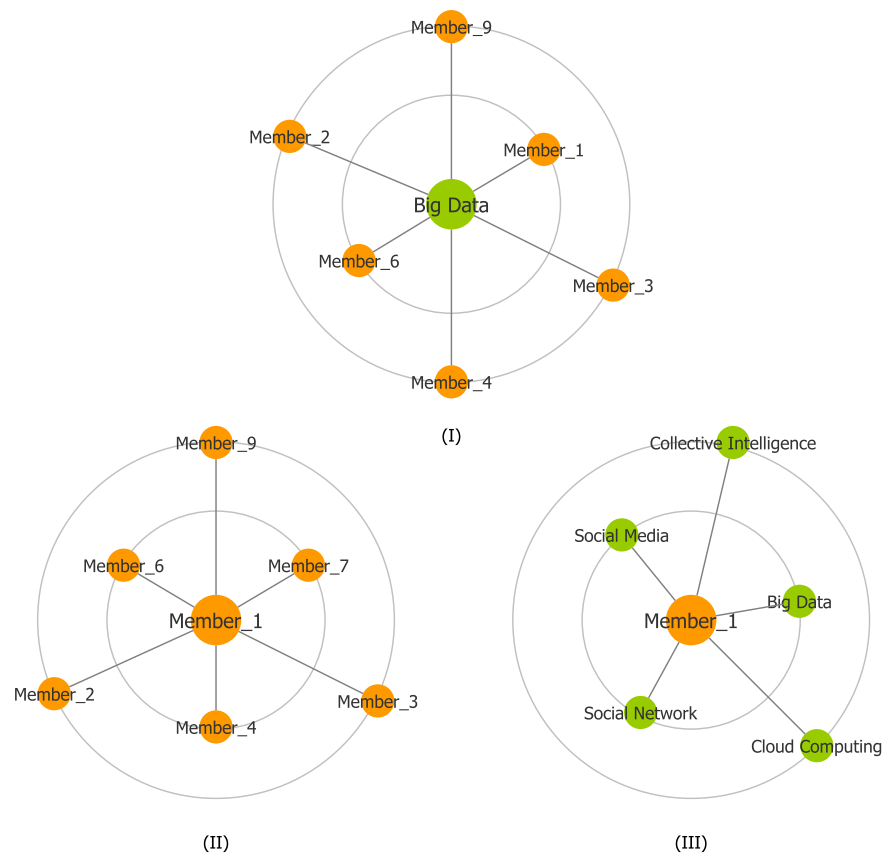 Member_9
Member_2
Member_1
Big Data
Member_6
Member_3
Member_4
(I)
Member_9
Member_6
Member_7
Member_1
Member_2
Member_3
Member_4
(II)
Collective Intelligence
Social Media
Big Data
Member_1
Social Network
Cloud Computing
(III)